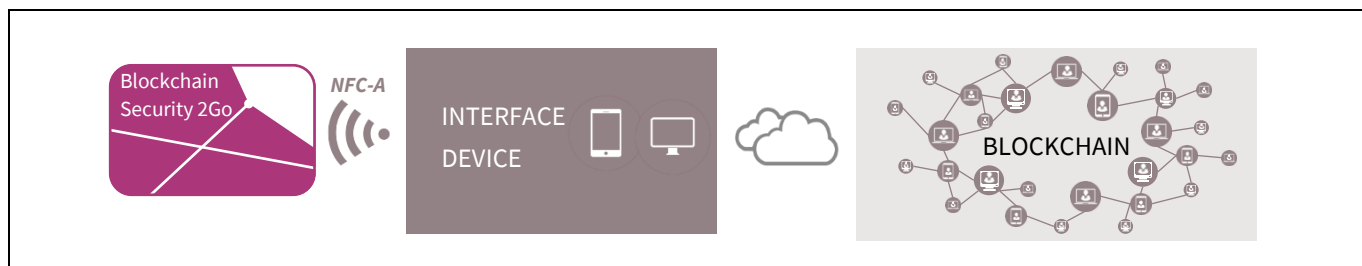 Blockchain
Security 2Go
NFC-A
INTERFACE
DEVICE
BLOCKCHAIN